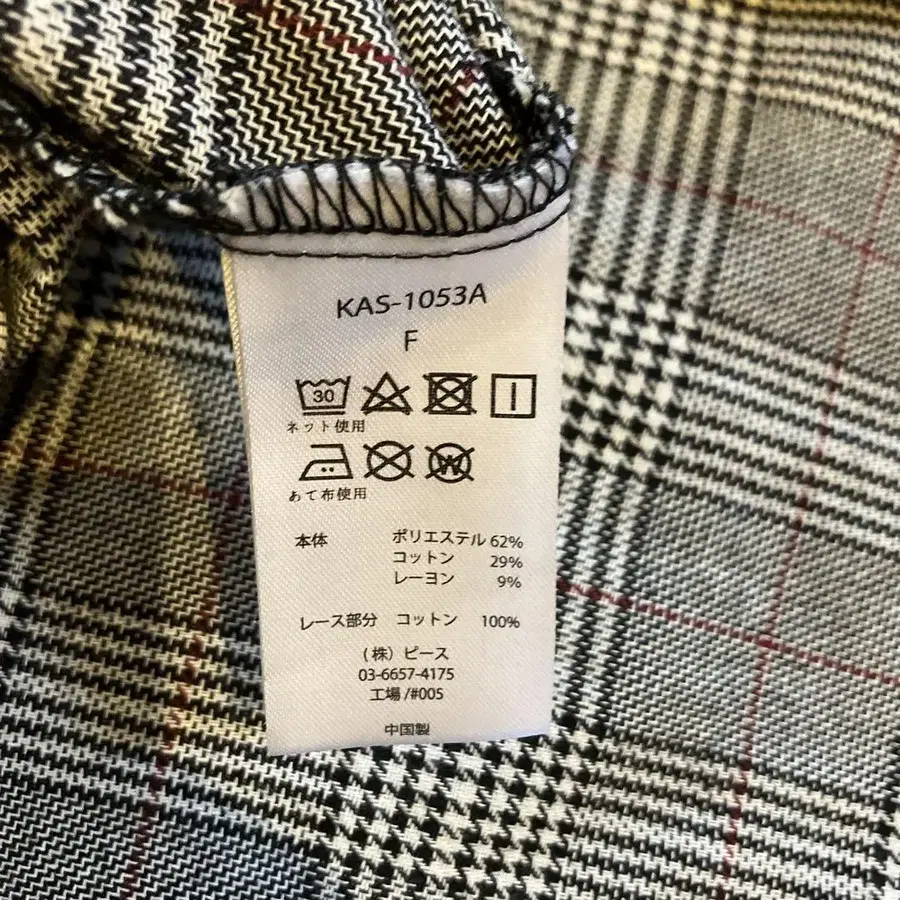 KAS-1053A
F
30
ネット使用
W
あて布使用
本体 ポリエステル 62%
コットン 29%
レーヨン 9%
レース部分 コットン 100%
(株)ピース
03-6657-4175
工場/#005
中国製